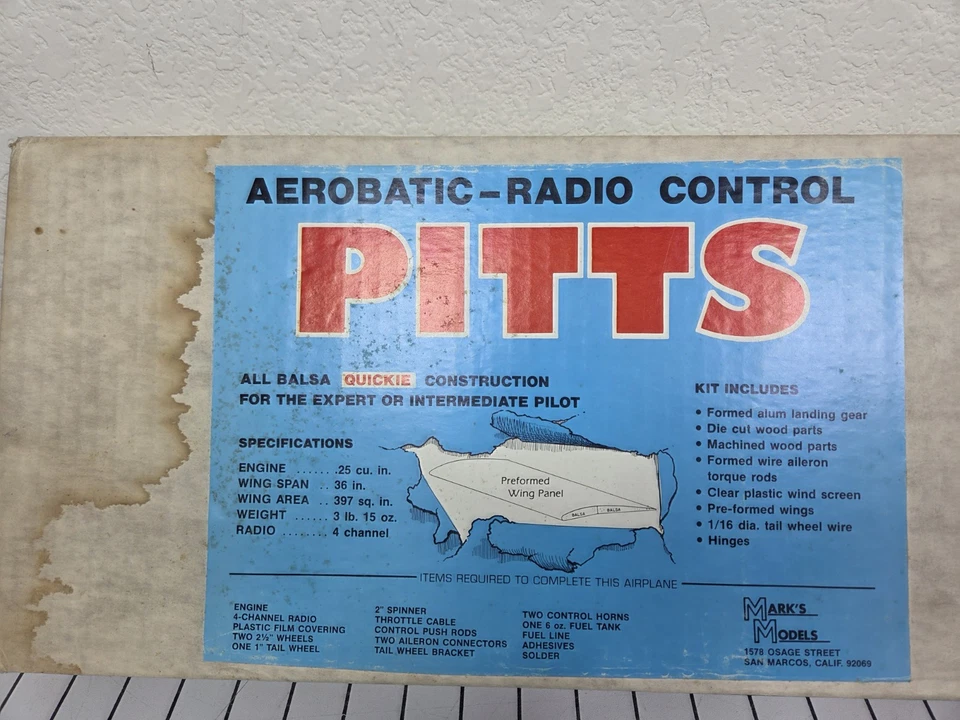 AEROBATIC-RADIO CONTROL
PITTS
ALL BALSA QUICKIE CONSTRUCTION
FOR THE EXPERT OR INTERMEDIATE PILOT
SPECIFICATIONS
ENGINE ...... .25 cu. in.
WING SPAN .. 36 in.
WING AREA .. 397 sq. in.
WEIGHT ...... 3 lb. 15 oz.
RADIO ........ 4 channel
Preformed
Wing Panel
BALSA BALSA
KIT INCLUDES
• Formed alum landing gear
• Die cut wood parts
• Machined wood parts
• Formed wire aileron
torque rods
• Clear plastic wind screen
• Pre-formed wings
• 1/16 dia. tail wheel wire
• Hinges
ITEMS REQUIRED TO COMPLETE THIS AIRPLANE
ENGINE
4-CHANNEL RADIO
PLASTIC FILM COVERING
TWO 2½" WHEELS
ONE 1" TAIL WHEEL
2" SPINNER
THROTTLE CABLE
CONTROL PUSH RODS
TWO AILERON CONNECTORS
TAIL WHEEL BRACKET
TWO CONTROL HORNS
ONE 6 oz. FUEL TANK
FUEL LINE
ADHESIVES
SOLDER
MARK'S
MODELS
1578 OSAGE STREET
SAN MARCOS, CALIF. 92069